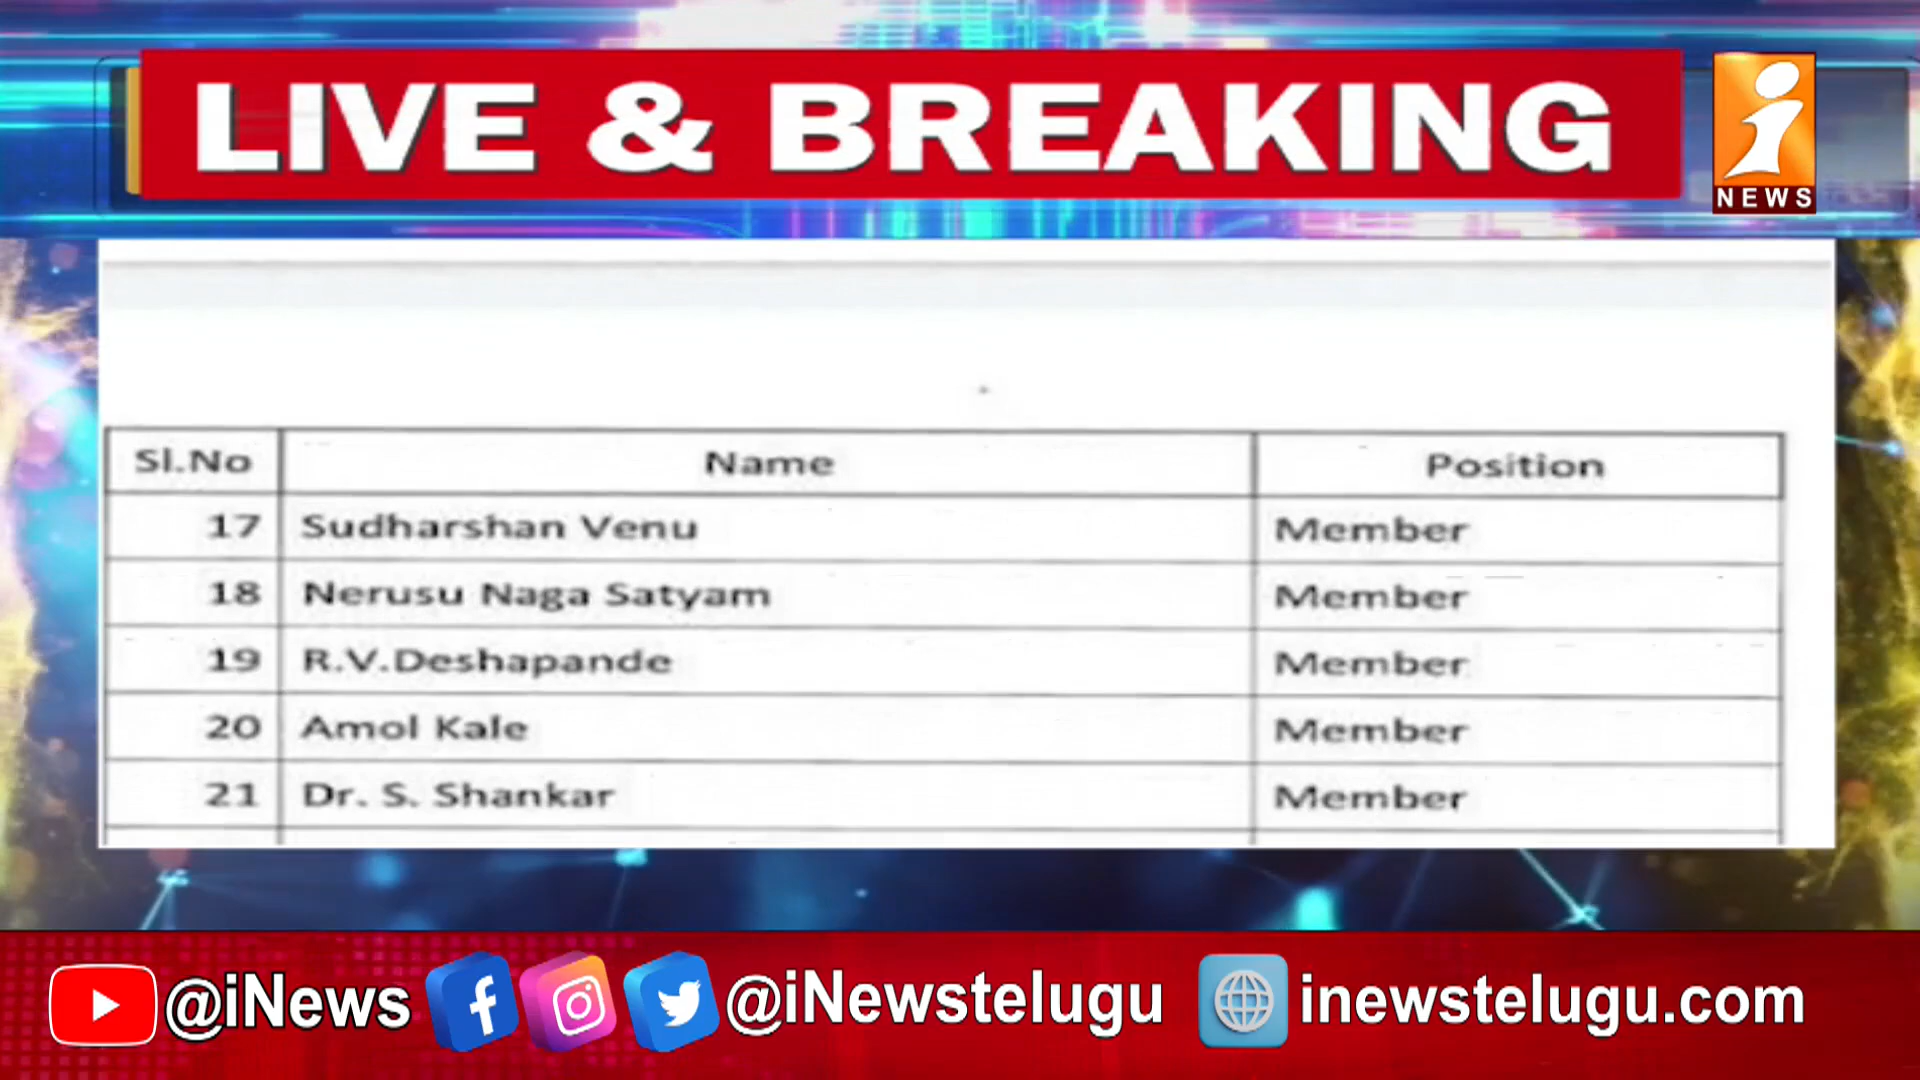 LIVE & BREAKING
i
NEWS
Sl.No Name Position
17 Sudharshan Venu Member
18 Nerusu Naga Satyam Member
19 R.V.Deshapande Member
20 Amol Kale Member
21 Dr. S. Shankar Member
@iNews @iNewstelugu inewstelugu.com